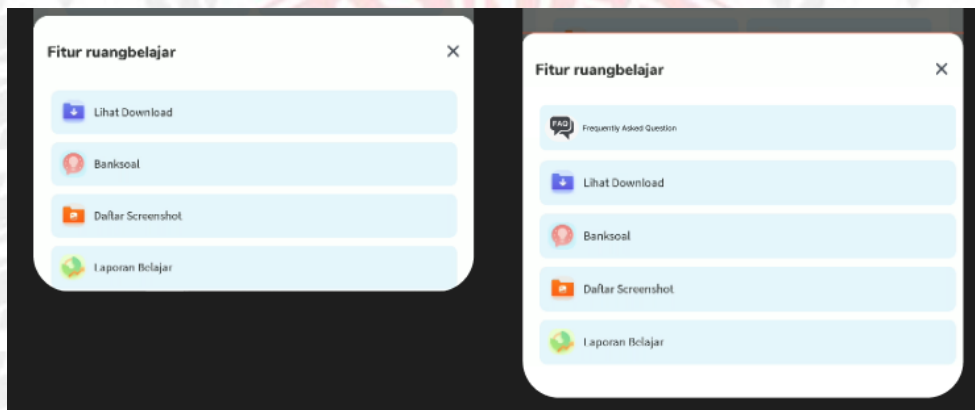 Fitur ruangbelajar
Lihat Download
Banksoal
Daftar Screenshot
Laporan Belajar
Fitur ruangbelajar
FAQ
Frequently Asked Question
Lihat Download
Banksoal
Daftar Screenshot
Laporan Belajar